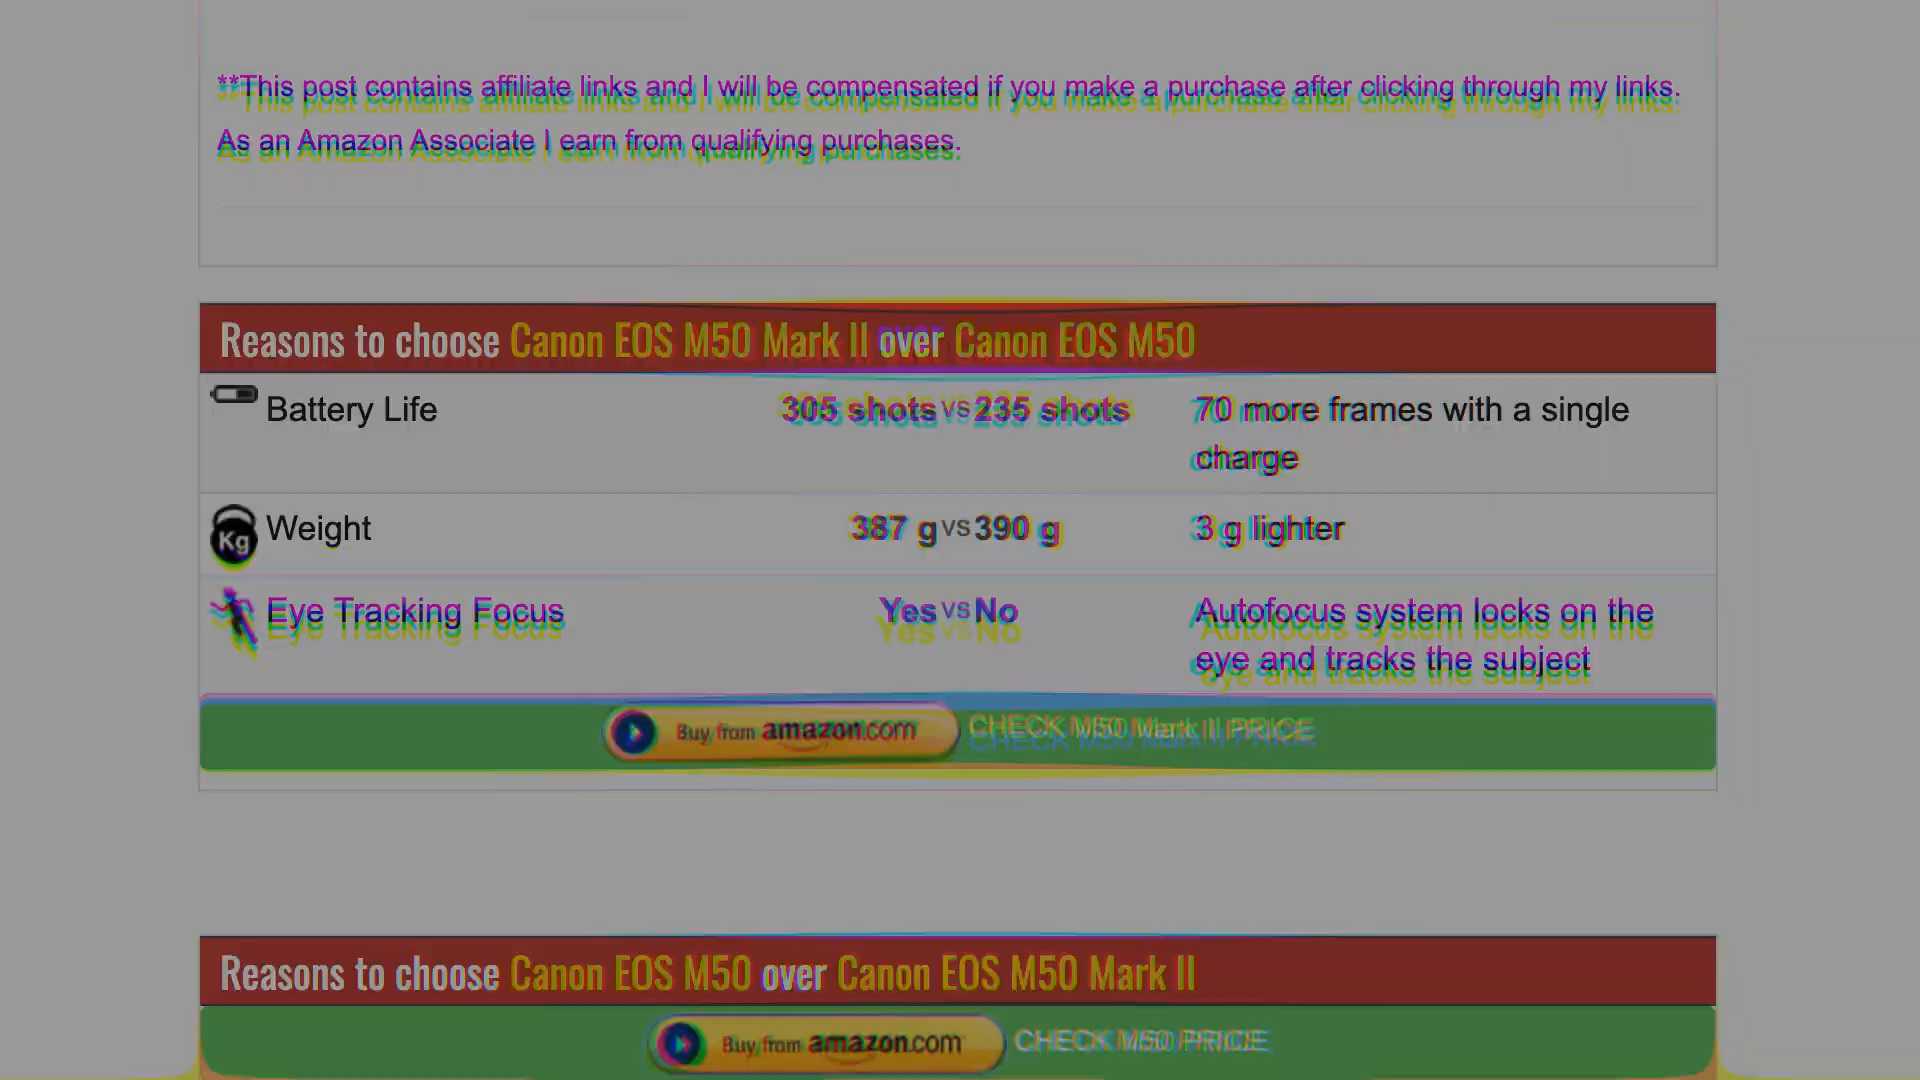 **This post contains affiliate links and I will be compensated if you make a purchase after clicking through my links.
As an Amazon Associate I earn from qualifying purchases.
Reasons to choose Canon EOS M50 Mark II over Canon EOS M50
Battery Life 305 shots vs 235 shots 70 more frames with a single
charge
Kg Weight 387 g vs 390 g 3 g lighter
Eye Tracking Focus Yes vs No Autofocus system locks on the
eye and tracks the subject
Buy from amazon.com CHECK M50 Mark II PRICE
Reasons to choose Canon EOS M50 over Canon EOS M50 Mark II
Buy from amazon.com CHECK M50 PRICE